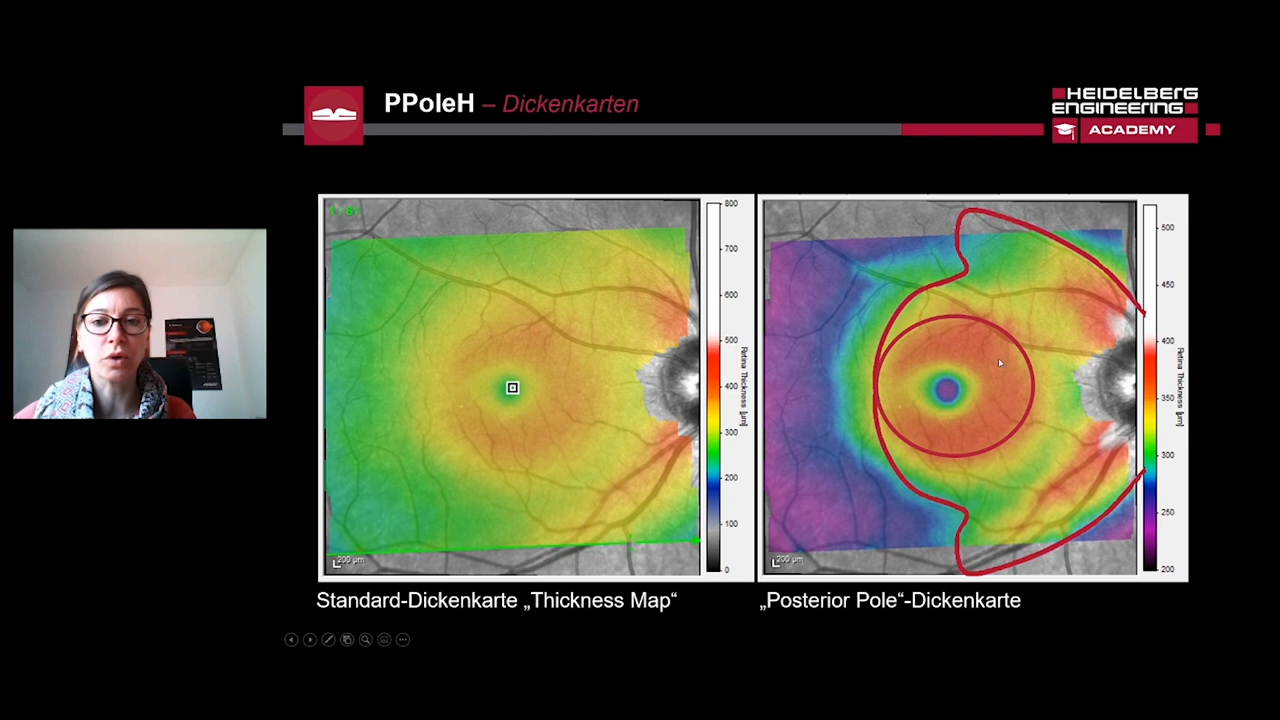 PPoleH – Dickenkarten
HEIDELBERG
ENGINEERING
ACADEMY
800
700
600
500
400
300
200
100
0
Retina Thickness [µm]
200 µm
500
450
400
350
300
250
200
Retina Thickness [µm]
200 µm
Standard-Dickenkarte „Thickness Map“
„Posterior Pole“-Dickenkarte